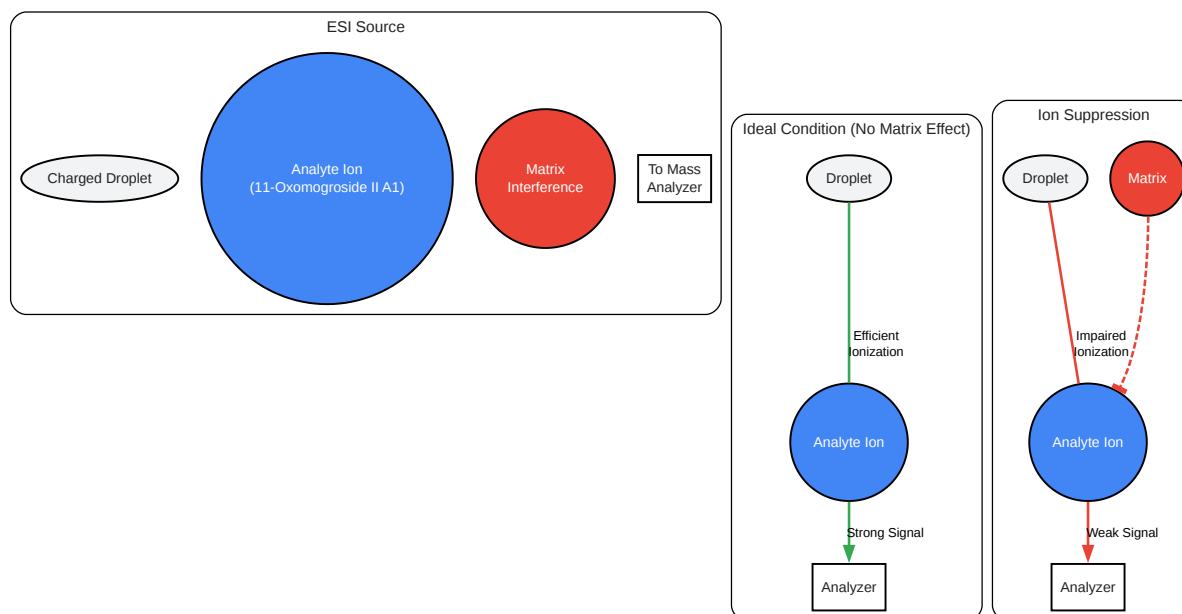 ESI Source
Charged Droplet
Analyte Ion
(11-Oxomogroside II A1)
Matrix
Interference
To Mass
Analyzer
Ideal Condition (No Matrix Effect)
Droplet
Efficient
Ionization
Analyte Ion
Strong Signal
Analyzer
Ion Suppression
Droplet
Matrix
Impaired
Ionization
Analyte Ion
Weak Signal
Analyzer